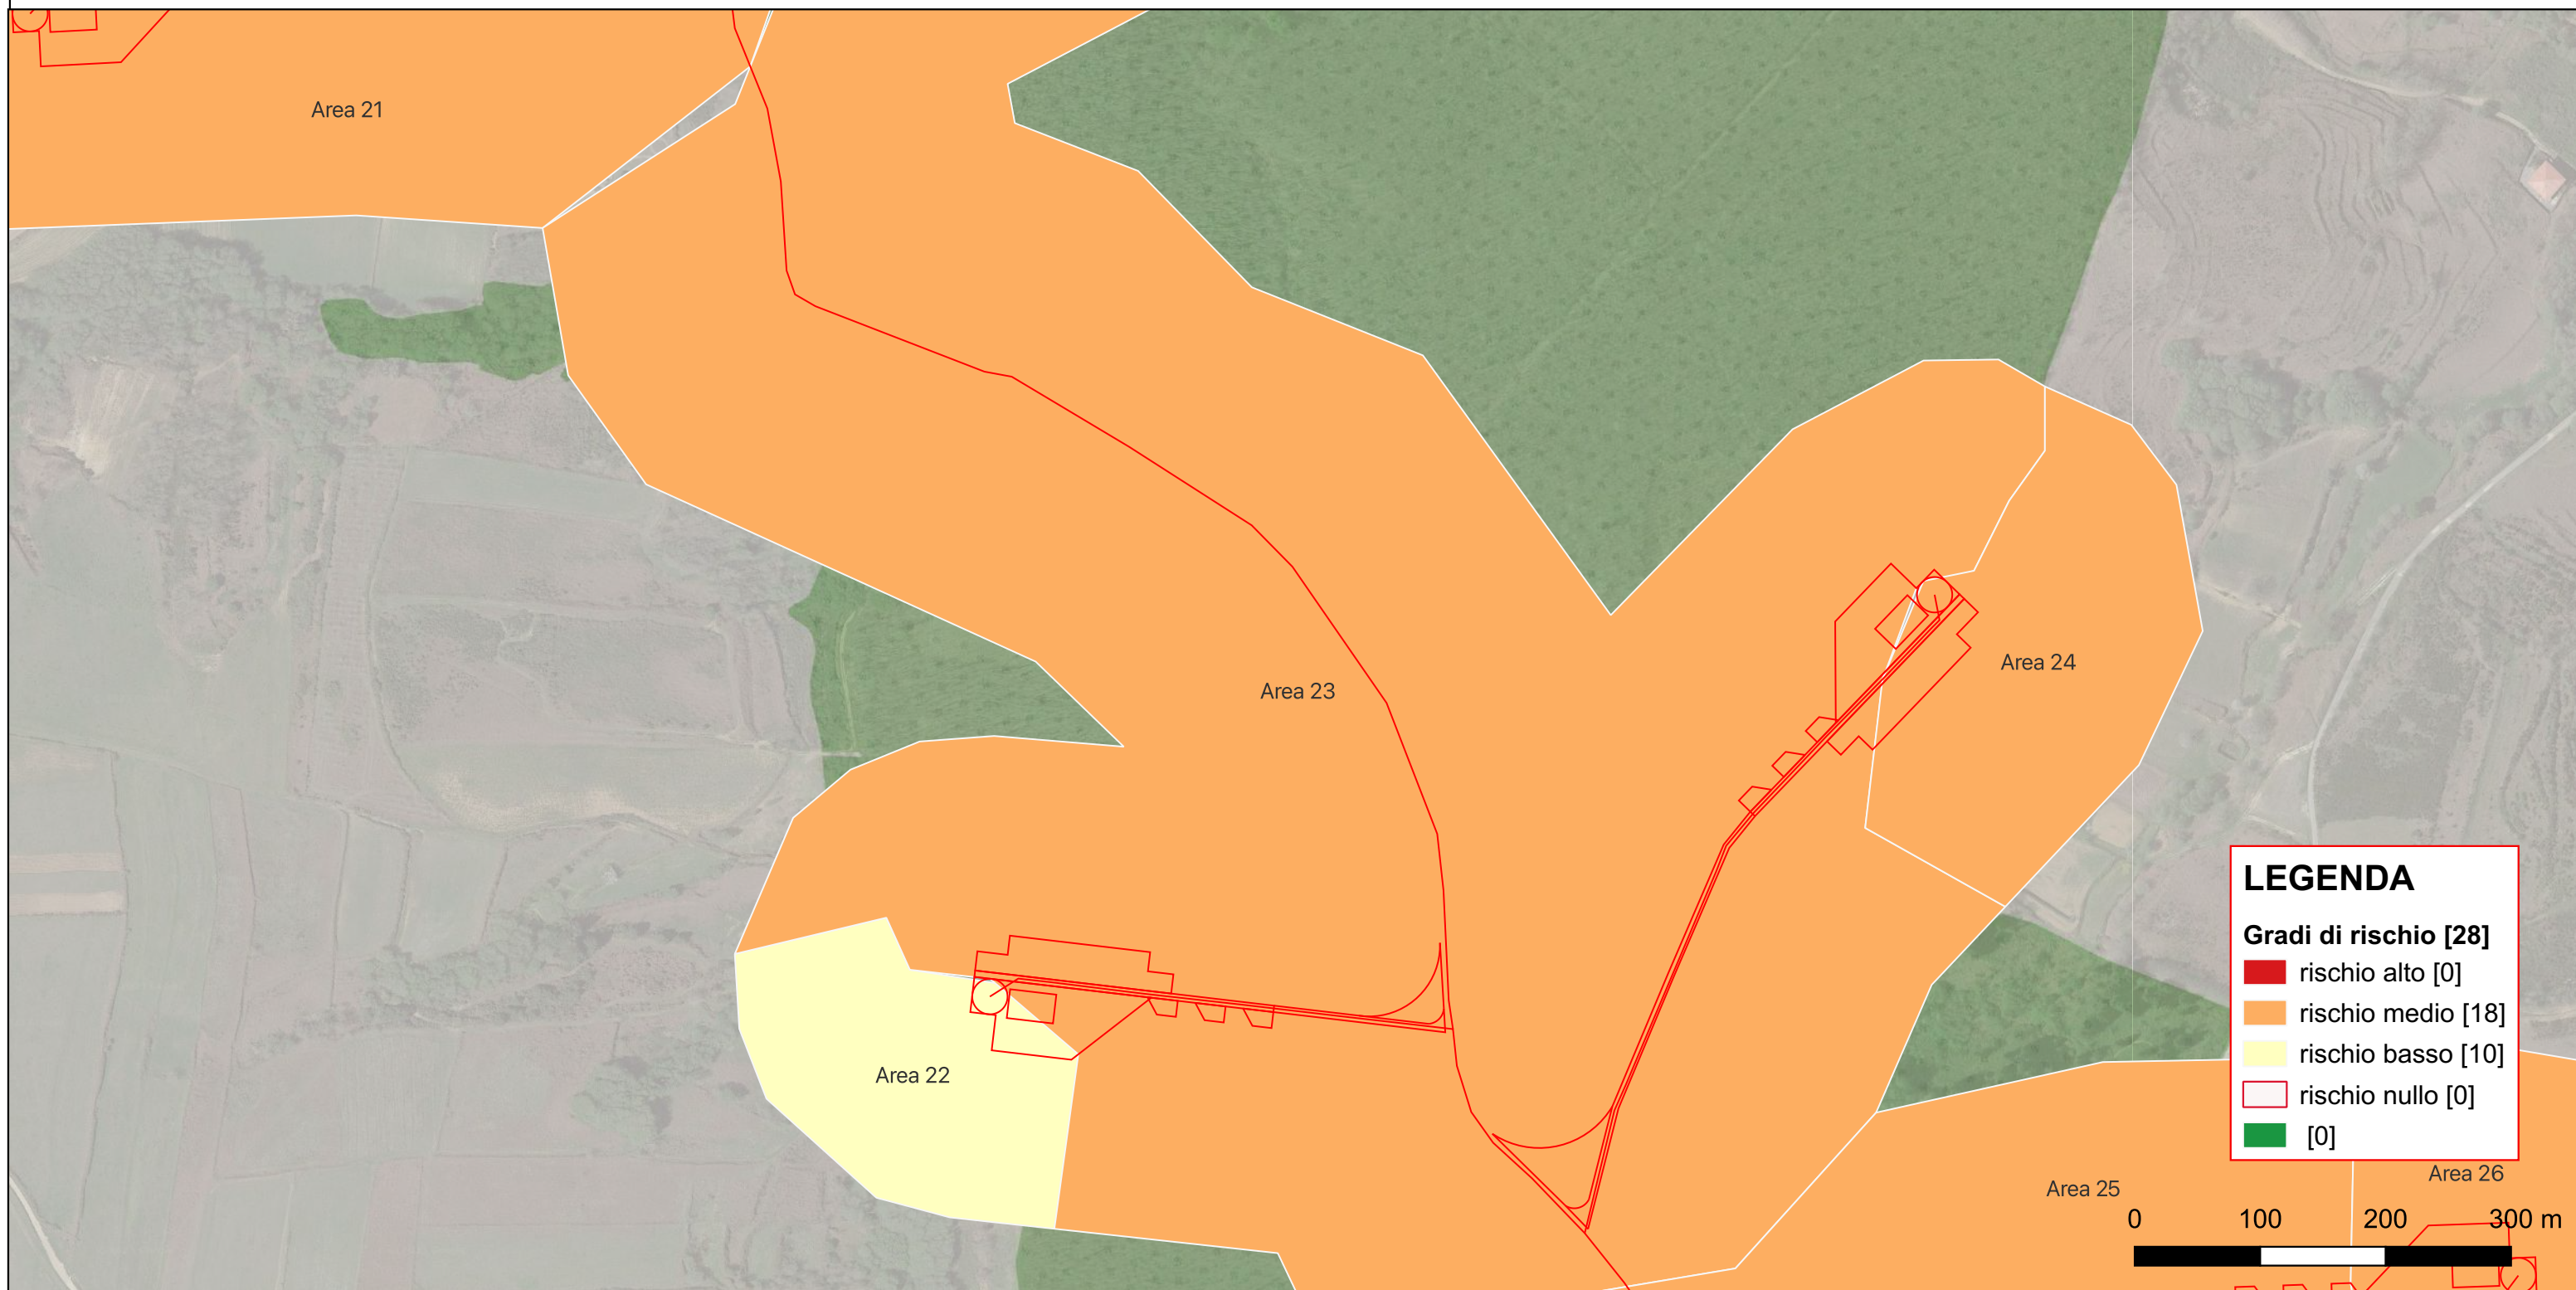 Area 21
Area 23
Area 24
Area 22
LEGENDA
Gradi di rischio [28]
rischio alto [0]
rischio medio [18]
rischio basso [10]
rischio nullo [0]
[0]
Area 26
Area 25
0 100 200 300 m